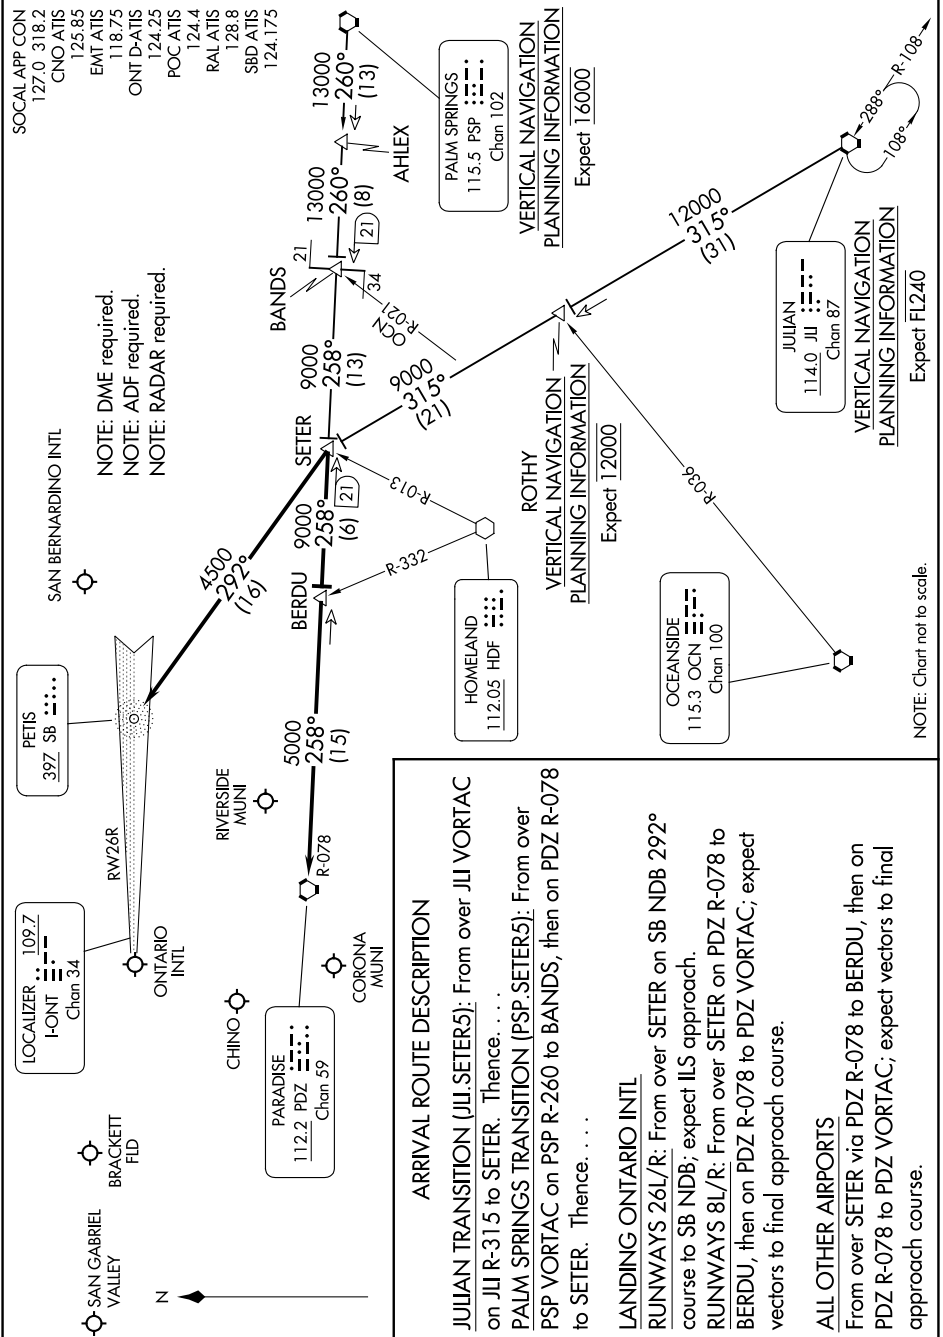 SOCAL APP CON
127.0 318.2
CNO ATIS
125.85
EMT ATIS
118.75
ONT D-ATIS
124.25
POC ATIS
124.4
RAL ATIS
128.8
SBD ATIS
124.175
SAN BERNARDINO INTL
NOTE: DME required.
NOTE: ADF required.
NOTE: RADAR required.
PETIS
397 SB
LOCALIZER 109.7
I-ONT
Chan 34
RW26R
ONTARIO
INTL
SAN GABRIEL
VALLEY
BRACKETT
FLD
CHINO
RIVERSIDE
MUNI
CORONA
MUNI
N
PARADISE
112.2 PDZ
Chan 59
R-078
5000
258°
(15)
BERDU
9000
258°
(6)
21
4500
292°
(16)
SETER
9000
258°
(13)
BANDS
21
34
13000
260°
(8)
21
AHLEX
13000
260°
(13)
PALM SPRINGS
115.5 PSP
Chan 102
VERTICAL NAVIGATION
PLANNING INFORMATION
Expect 16000
OCN
R-021
9000
315°
(21)
R-013
R-332
HOMELAND
112.05 HDF
ROTHY
VERTICAL NAVIGATION
PLANNING INFORMATION
Expect 12000
12000
315°
(31)
R-036
OCEANSIDE
115.3 OCN
Chan 100
JULIAN
114.0 JLI
Chan 87
VERTICAL NAVIGATION
PLANNING INFORMATION
Expect FL240
288°
R-108
108°
NOTE: Chart not to scale.
ARRIVAL ROUTE DESCRIPTION
JULIAN TRANSITION (JLI.SETER5): From over JLI VORTAC
on JLI R-315 to SETER. Thence. . . .
PALM SPRINGS TRANSITION (PSP.SETER5): From over
PSP VORTAC on PSP R-260 to BANDS, then on PDZ R-078
to SETER. Thence. . . .
LANDING ONTARIO INTL
RUNWAYS 26L/R: From over SETER on SB NDB 292°
course to SB NDB; expect ILS approach.
RUNWAYS 8L/R: From over SETER on PDZ R-078 to
BERDU, then on PDZ R-078 to PDZ VORTAC; expect
vectors to final approach course.
ALL OTHER AIRPORTS
From over SETER via PDZ R-078 to BERDU, then on
PDZ R-078 to PDZ VORTAC; expect vectors to final
approach course.